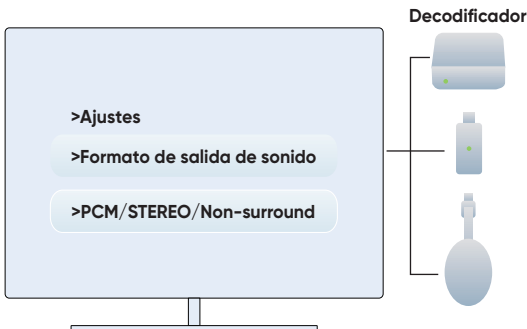 Decodificador
>Ajustes
>Formato de salida de sonido
>PCM/STEREO/Non-surround